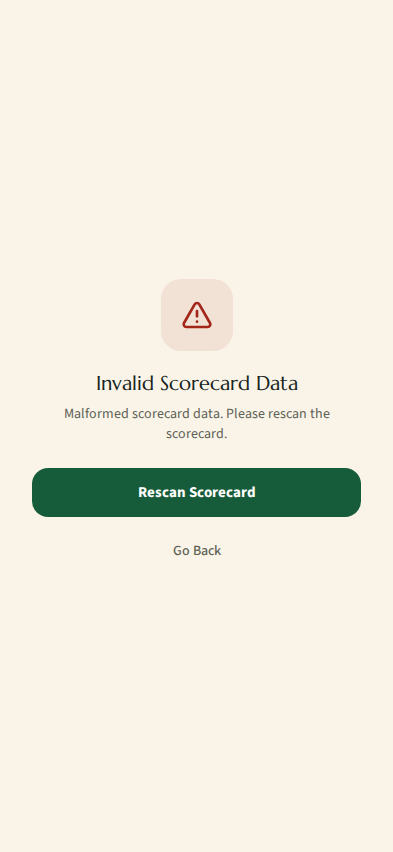 Invalid Scorecard Data
Malformed scorecard data. Please rescan the
scorecard.
Rescan Scorecard
Go Back